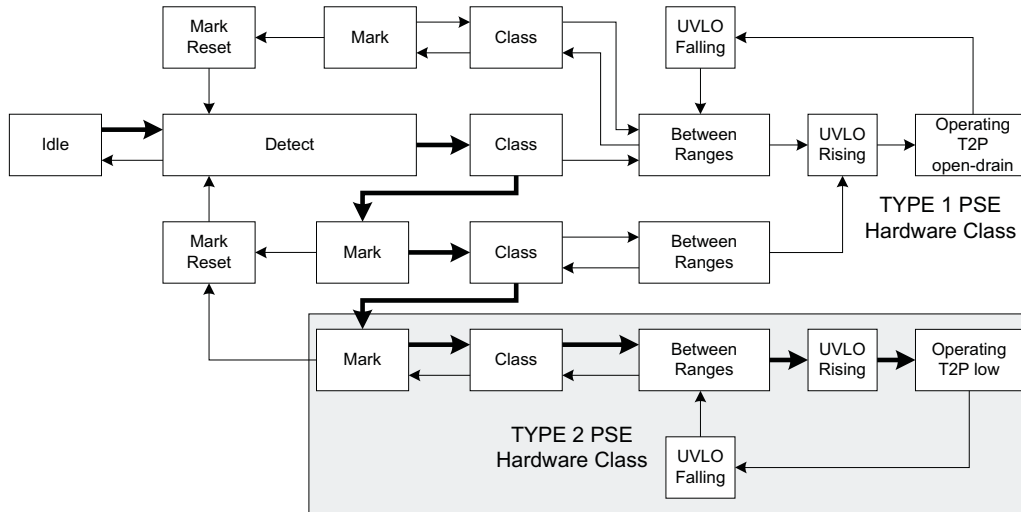 Mark
Reset
Mark
Class
UVLO
Falling
Idle
Detect
Class
Between
Ranges
UVLO
Rising
Operating
T2P
open-drain
TYPE 1 PSE
Hardware Class
Mark
Reset
Mark
Class
Between
Ranges
Mark
Class
Between
Ranges
UVLO
Rising
Operating
T2P low
TYPE 2 PSE
Hardware Class
UVLO
Falling